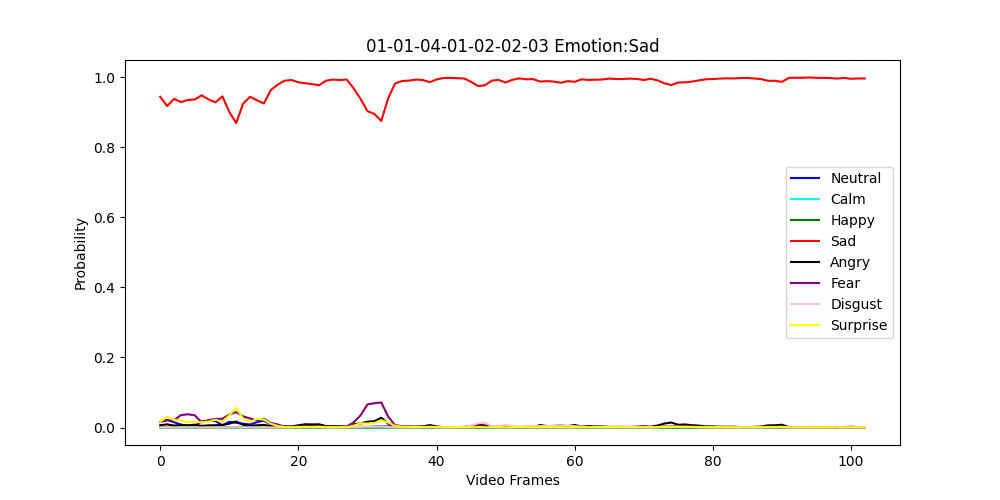 01-01-04-01-02-02-03 Emotion:Sad
1.0
0.8
0.6
0.4
0.2
0.0
Probability
Neutral
Calm
Happy
Sad
Angry
Fear
Disgust
Surprise
0 20 40 60 80 100
Video Frames